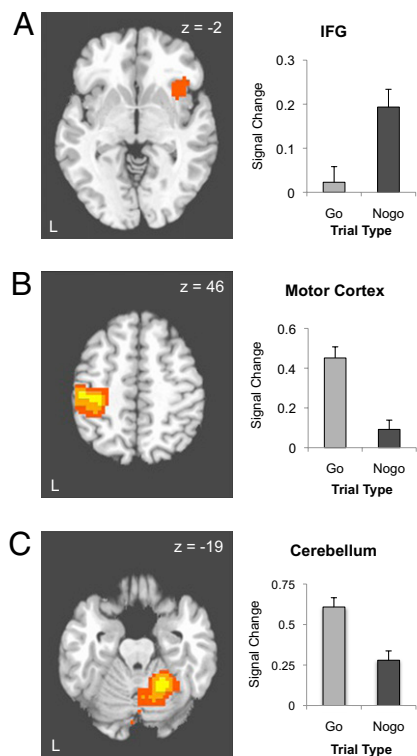 A
z = -2
L
IFG
Signal Change
0.3
0.2
0.1
0
Go Nogo
Trial Type
B
z = 46
L
Motor Cortex
Signal Change
0.6
0.4
0.2
0
Go Nogo
Trial Type
C
z = -19
L
Cerebellum
Signal Change
0.75
0.5
0.25
0
Go Nogo
Trial Type